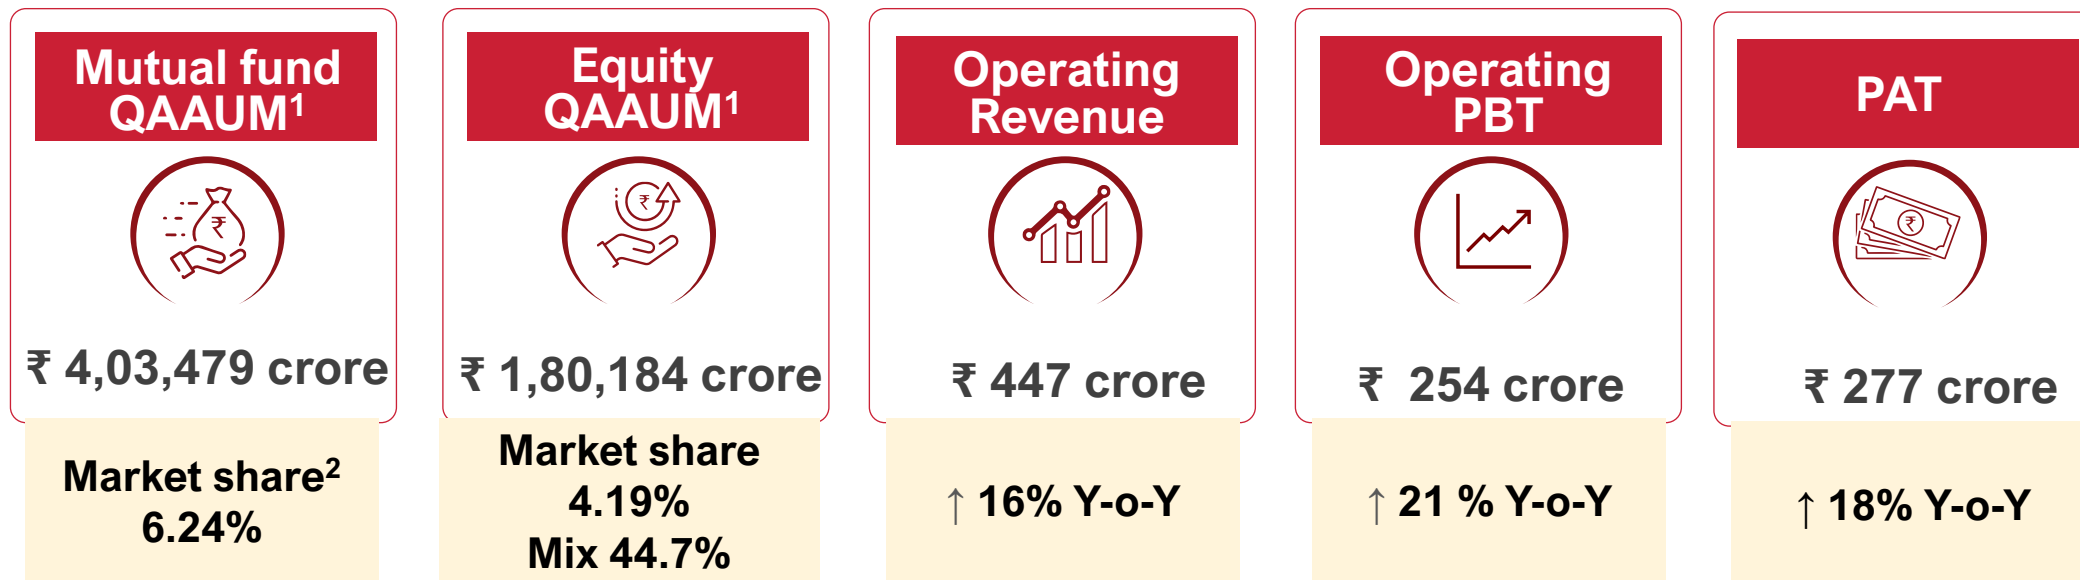 Mutual fund
QAAUM¹
₹ 4,03,479 crore
Market share²
6.24%
Equity
QAAUM¹
₹ 1,80,184 crore
Market share
4.19%
Mix 44.7%
Operating
Revenue
₹ 447 crore
↑ 16% Y-o-Y
Operating
PBT
₹ 254 crore
↑ 21 % Y-o-Y
PAT
₹ 277 crore
↑ 18% Y-o-Y